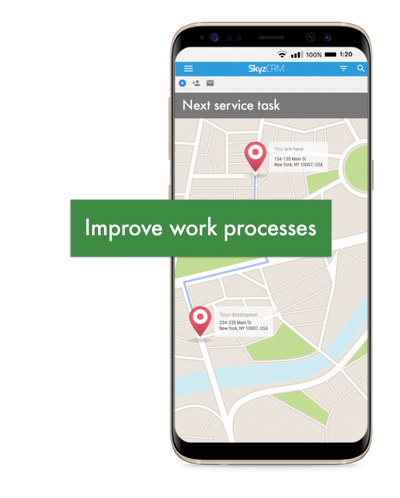 100% 1:20
SkyzCRM
Next service task
You are here
134-135 Main St
New York, NY 10007, USA
Improve work processes
Your destination
234-235 Main St.
New York, NY 10007, USA